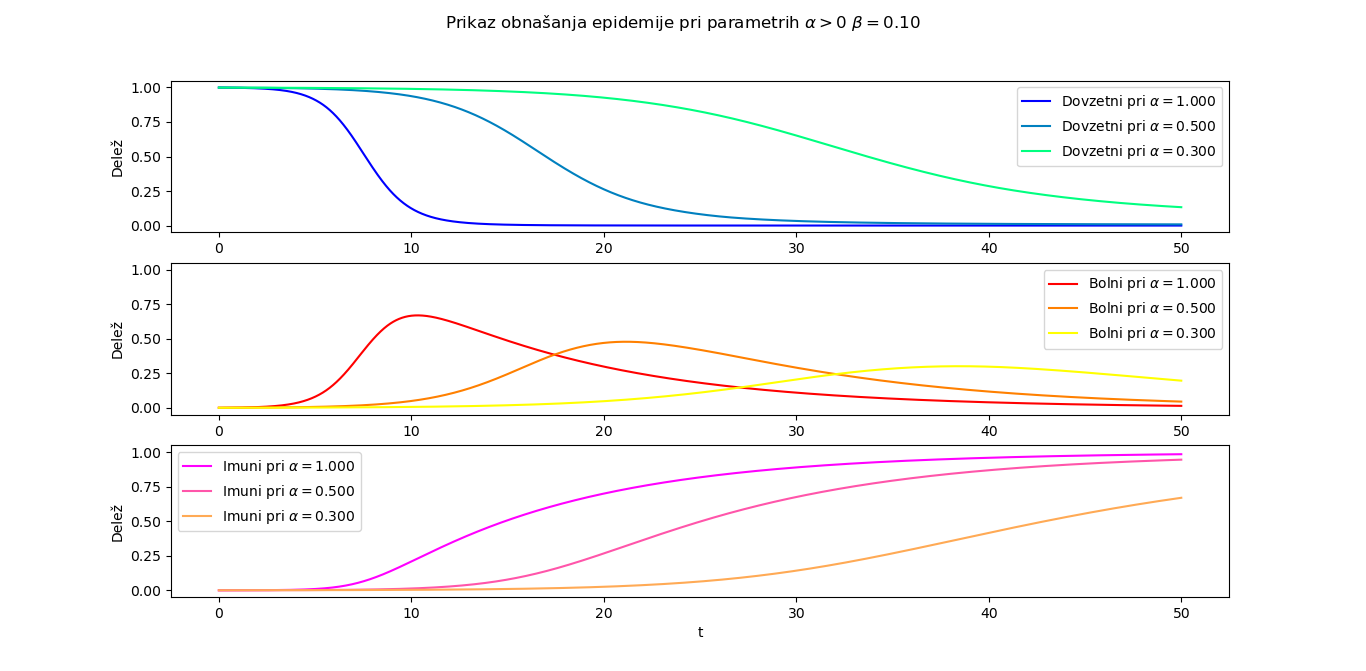 Prikaz obnašanja epidemije pri parametrih α > 0 β = 0.10
Delež
1.00
0.75
0.50
0.25
0.00
0 10 20 30 40 50
Dovzetni pri α = 1.000
Dovzetni pri α = 0.500
Dovzetni pri α = 0.300
Delež
1.00
0.75
0.50
0.25
0.00
0 10 20 30 40 50
Bolni pri α = 1.000
Bolni pri α = 0.500
Bolni pri α = 0.300
Delež
1.00
0.75
0.50
0.25
0.00
0 10 20 30 40 50
Imuni pri α = 1.000
Imuni pri α = 0.500
Imuni pri α = 0.300
t